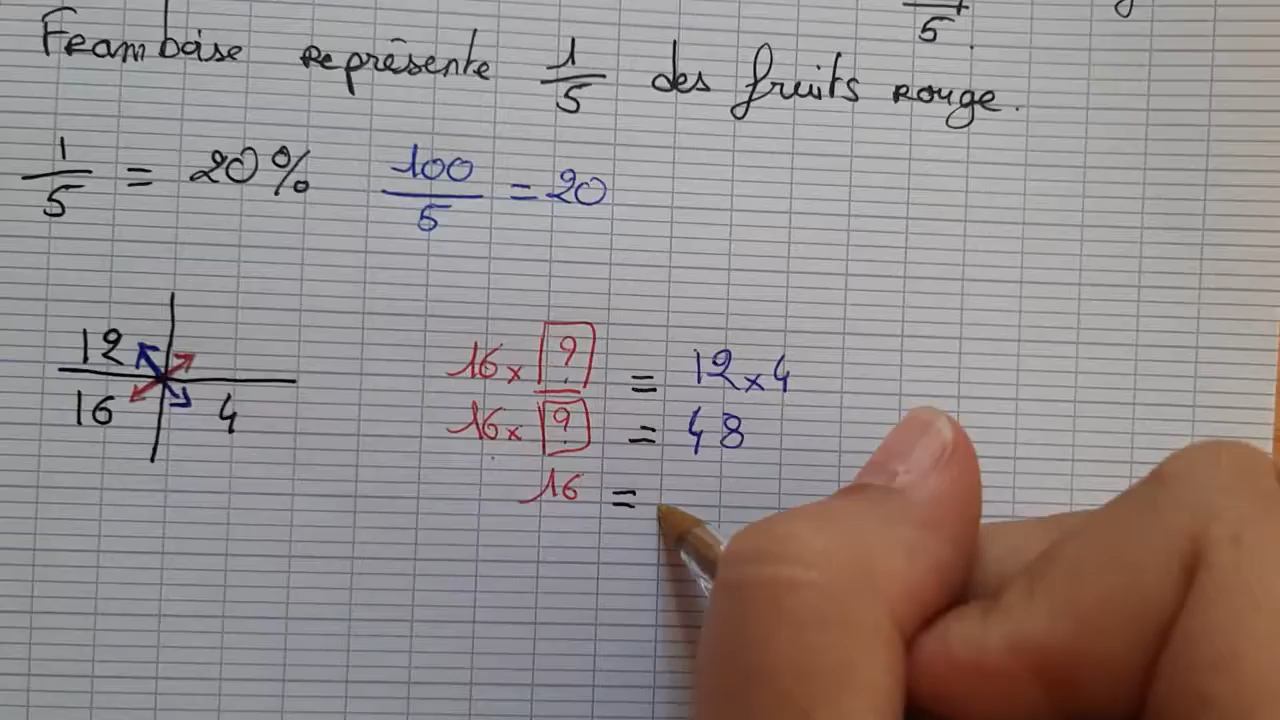 5.
Framboise représente 1/5 des fruits rouge.
1/5 = 20% 100/5 = 20
12
16 4
16 x ? = 12 x 4
16 x ? = 48
16 =